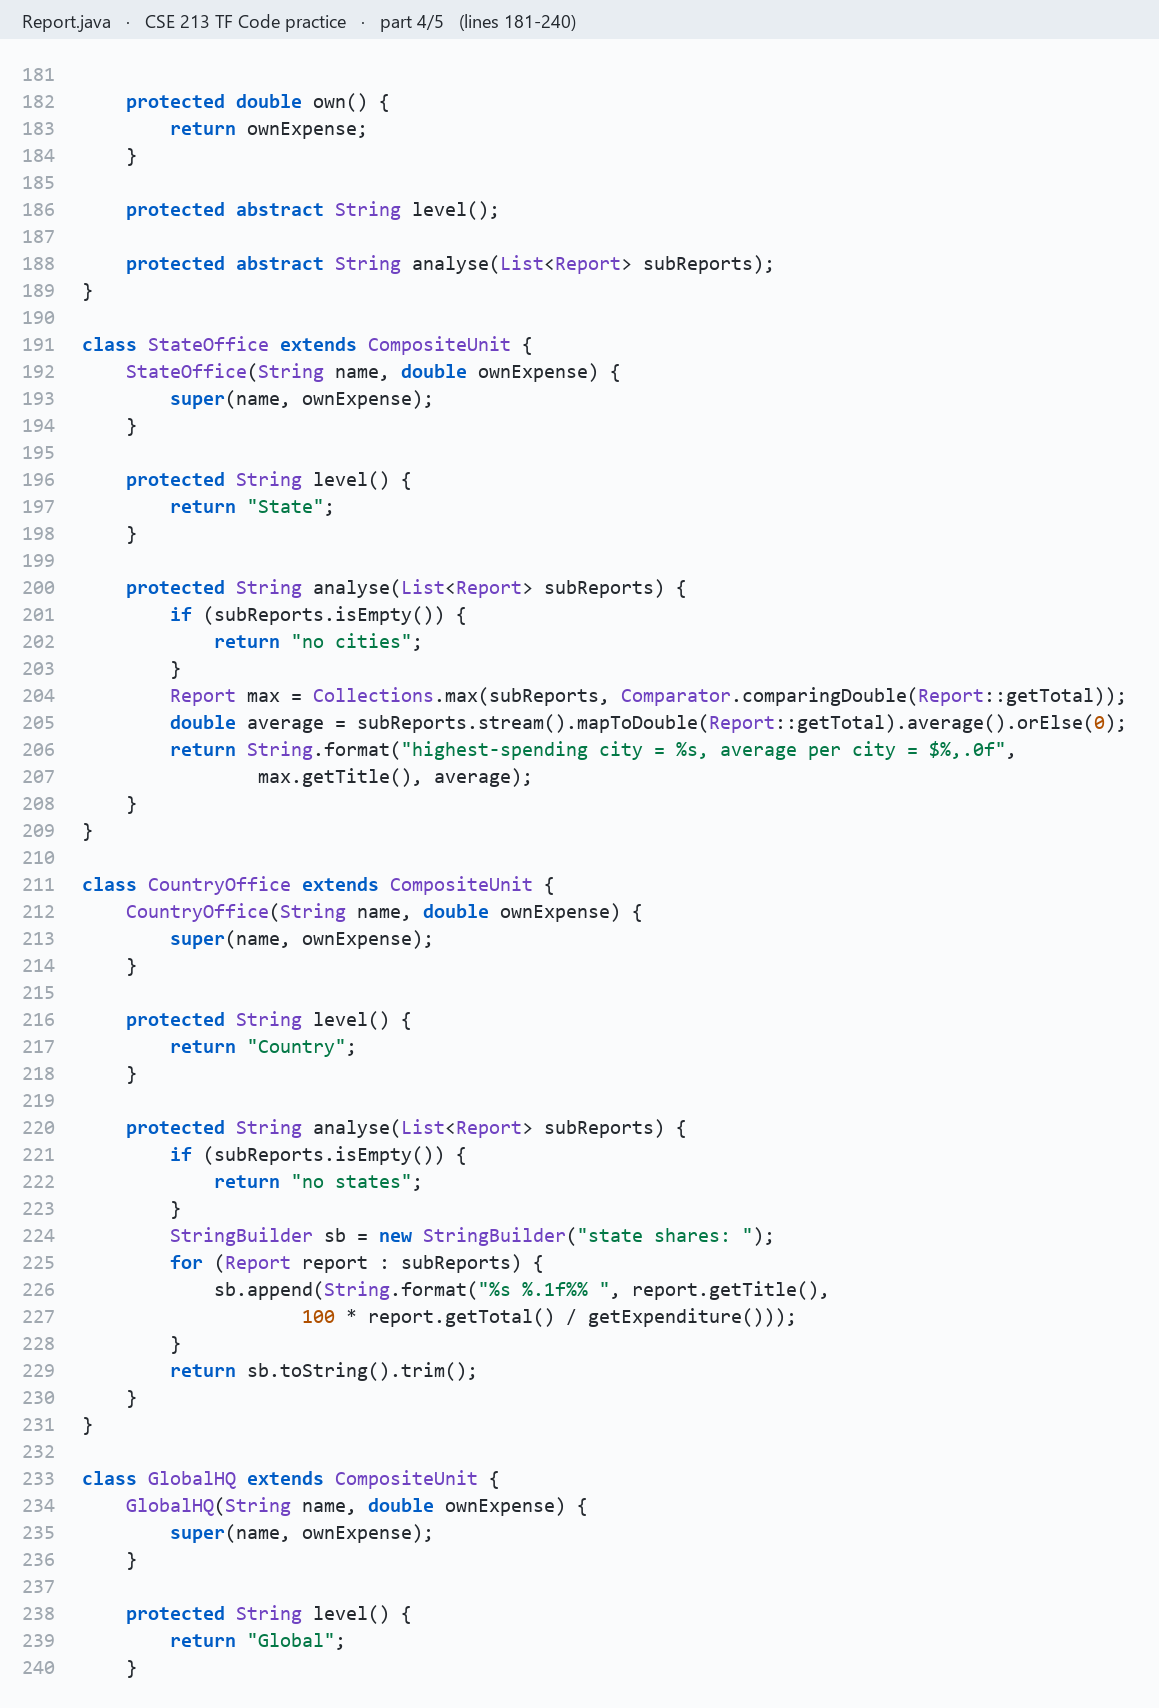 Report.java · CSE 213 TF Code practice · part 4/5 (lines 181-240)
181
182     protected double own() {
183         return ownExpense;
184     }
185
186     protected abstract String level();
187
188     protected abstract String analyse(List<Report> subReports);
189 }
190
191 class StateOffice extends CompositeUnit {
192     StateOffice(String name, double ownExpense) {
193         super(name, ownExpense);
194     }
195
196     protected String level() {
197         return "State";
198     }
199
200     protected String analyse(List<Report> subReports) {
201         if (subReports.isEmpty()) {
202             return "no cities";
203         }
204         Report max = Collections.max(subReports, Comparator.comparingDouble(Report::getTotal));
205         double average = subReports.stream().mapToDouble(Report::getTotal).average().orElse(0);
206         return String.format("highest-spending city = %s, average per city = $%,.0f",
207                 max.getTitle(), average);
208     }
209 }
210
211 class CountryOffice extends CompositeUnit {
212     CountryOffice(String name, double ownExpense) {
213         super(name, ownExpense);
214     }
215
216     protected String level() {
217         return "Country";
218     }
219
220     protected String analyse(List<Report> subReports) {
221         if (subReports.isEmpty()) {
222             return "no states";
223         }
224         StringBuilder sb = new StringBuilder("state shares: ");
225         for (Report report : subReports) {
226             sb.append(String.format("%s %.1f%% ", report.getTitle(),
227                     100 * report.getTotal() / getExpenditure()));
228         }
229         return sb.toString().trim();
230     }
231 }
232
233 class GlobalHQ extends CompositeUnit {
234     GlobalHQ(String name, double ownExpense) {
235         super(name, ownExpense);
236     }
237
238     protected String level() {
239         return "Global";
240     }